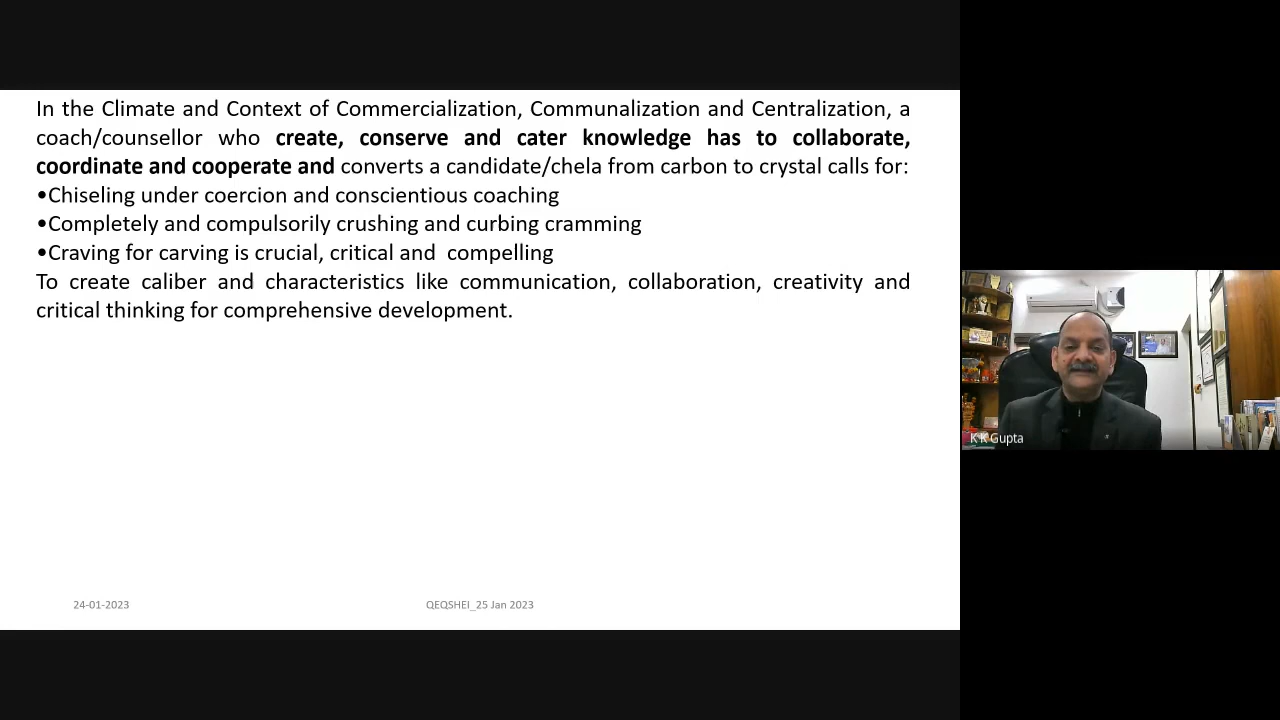 In the Climate and Context of Commercialization, Communalization and Centralization, a
coach/counsellor who create, conserve and cater knowledge has to collaborate,
coordinate and cooperate and converts a candidate/chela from carbon to crystal calls for:
•Chiseling under coercion and conscientious coaching
•Completely and compulsorily crushing and curbing cramming
•Craving for carving is crucial, critical and  compelling
To create caliber and characteristics like communication, collaboration, creativity and
critical thinking for comprehensive development.
24-01-2023
QEQSHEI_25 Jan 2023
K K Gupta